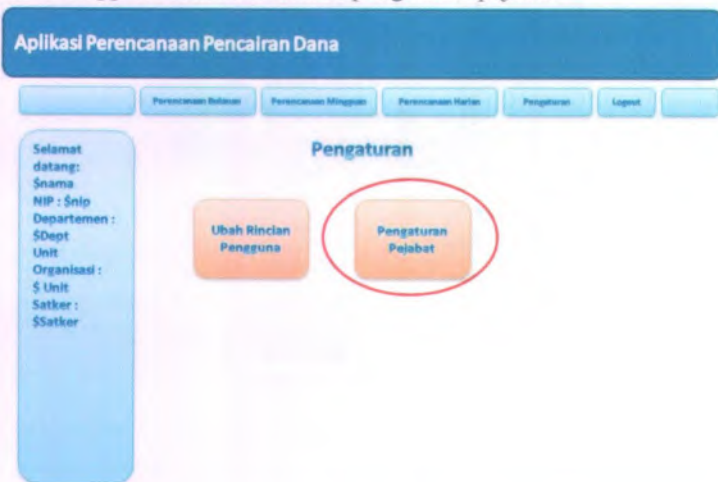 Aplikasi Perencanaan Pencairan Dana
Perencanaan Bulanan
Perencanaan Mingguan
Perencanaan Harian
Pengaturan
Logout
Selamat
datang:
$nama
NIP : $nip
Departemen :
$Dept
Unit
Organisasi :
$ Unit
Satker :
$Satker
Pengaturan
Ubah Rincian
Pengguna
Pengaturan
Pejabat